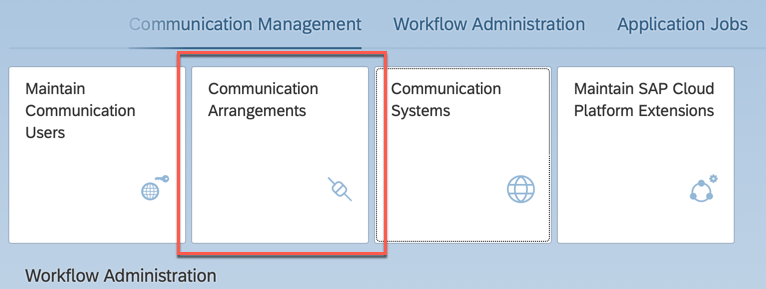 Communication Management Workflow Administration Application Jobs
Maintain
Communication
Users
Communication
Arrangements
Communication
Systems
Maintain SAP Cloud
Platform Extensions
Workflow Administration